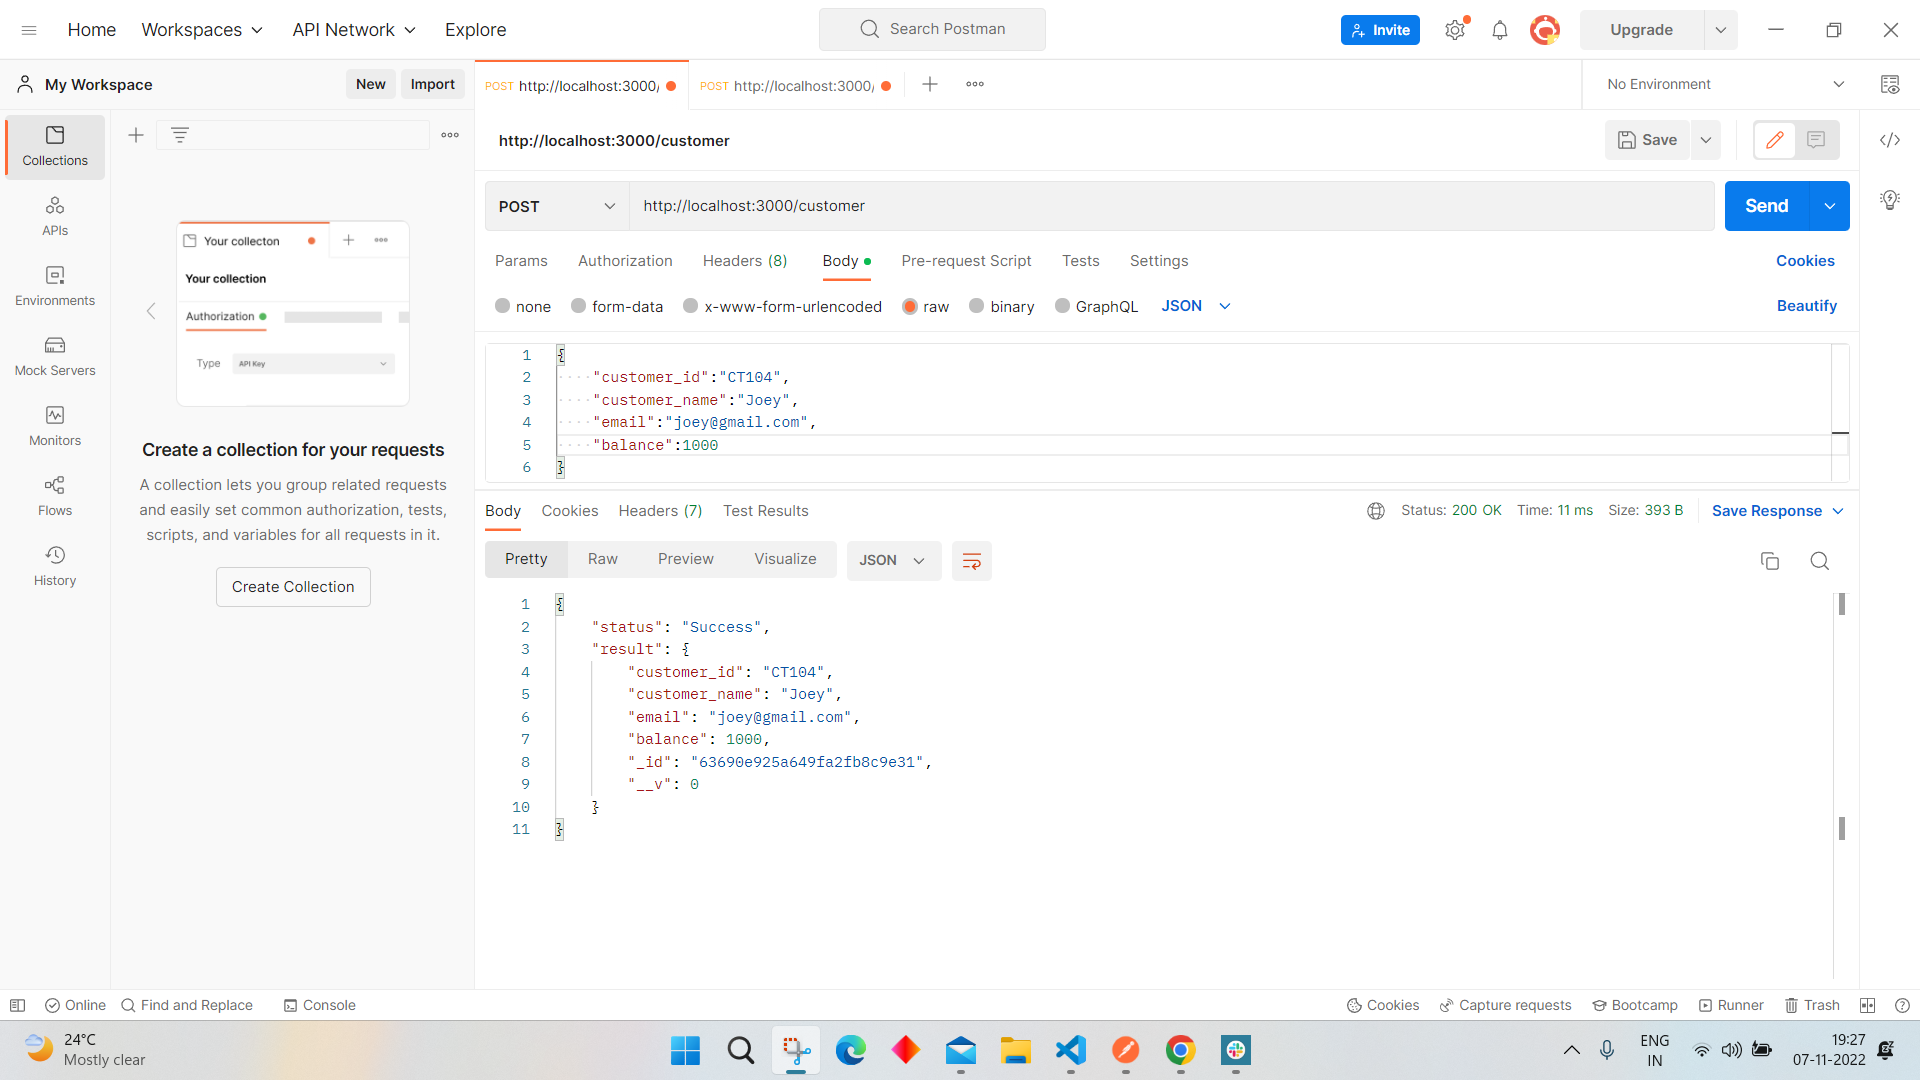 Home Workspaces API Network Explore Search Postman Invite Upgrade
My Workspace New Import
POST http://localhost:3000/ POST http://localhost:3000/ No Environment
Collections
APIs
Environments
Mock Servers
Monitors
Flows
History
Your collecton
Your collection
Authorization
Type API Key
Create a collection for your requests
A collection lets you group related requests
and easily set common authorization, tests,
scripts, and variables for all requests in it.
Create Collection
http://localhost:3000/customer Save
POST http://localhost:3000/customer Send
Params Authorization Headers (8) Body Pre-request Script Tests Settings Cookies
none form-data x-www-form-urlencoded raw binary GraphQL JSON Beautify
1 {
2 "customer_id":"CT104",
3 "customer_name":"Joey",
4 "email":"joey@gmail.com",
5 "balance":1000
6 }
Body Cookies Headers (7) Test Results Status: 200 OK Time: 11 ms Size: 393 B Save Response
Pretty Raw Preview Visualize JSON
1 {
2 "status": "Success",
3 "result": {
4 "customer_id": "CT104",
5 "customer_name": "Joey",
6 "email": "joey@gmail.com",
7 "balance": 1000,
8 "_id": "63690e925a649fa2fb8c9e31",
9 "__v": 0
10 }
11 }
Online Find and Replace Console Cookies Capture requests Bootcamp Runner Trash
24°C
Mostly clear
ENG
IN
19:27
07-11-2022